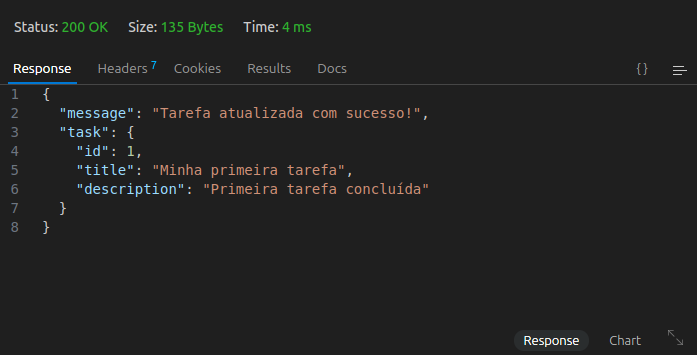 Status: 200 OK Size: 135 Bytes Time: 4 ms
Response Headers 7 Cookies Results Docs {}
1 {
2 "message": "Tarefa atualizada com sucesso!",
3 "task": {
4 "id": 1,
5 "title": "Minha primeira tarefa",
6 "description": "Primeira tarefa concluída"
7 }
8 }
Response Chart